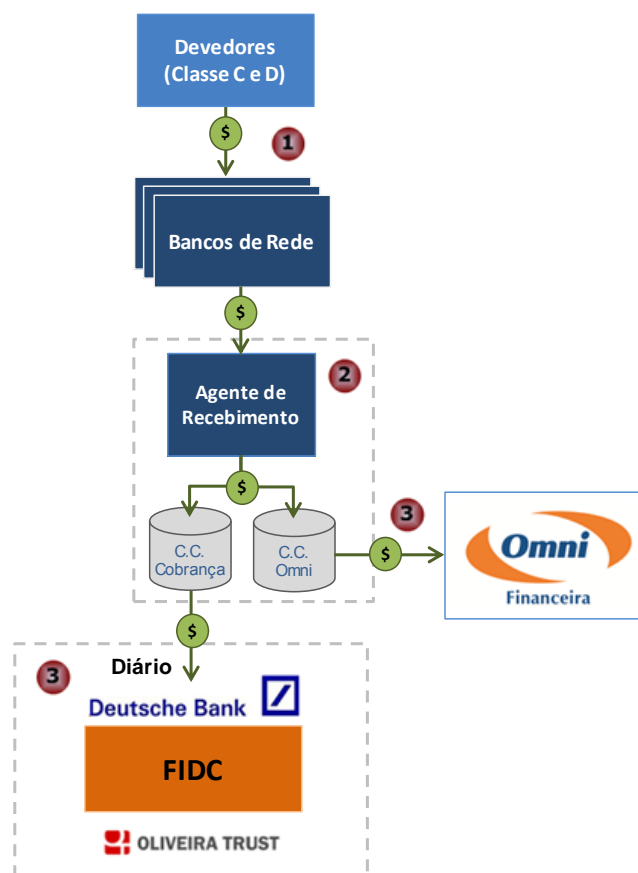 Devedores
(Classe C e D)
$
1
Bancos de Rede
$
Agente de
Recebimento
2
$
C.C.
Cobrança
C.C.
Omni
3
$
Omni
Financeira
$
3
Diário
Deutsche Bank
FIDC
OLIVEIRA TRUST